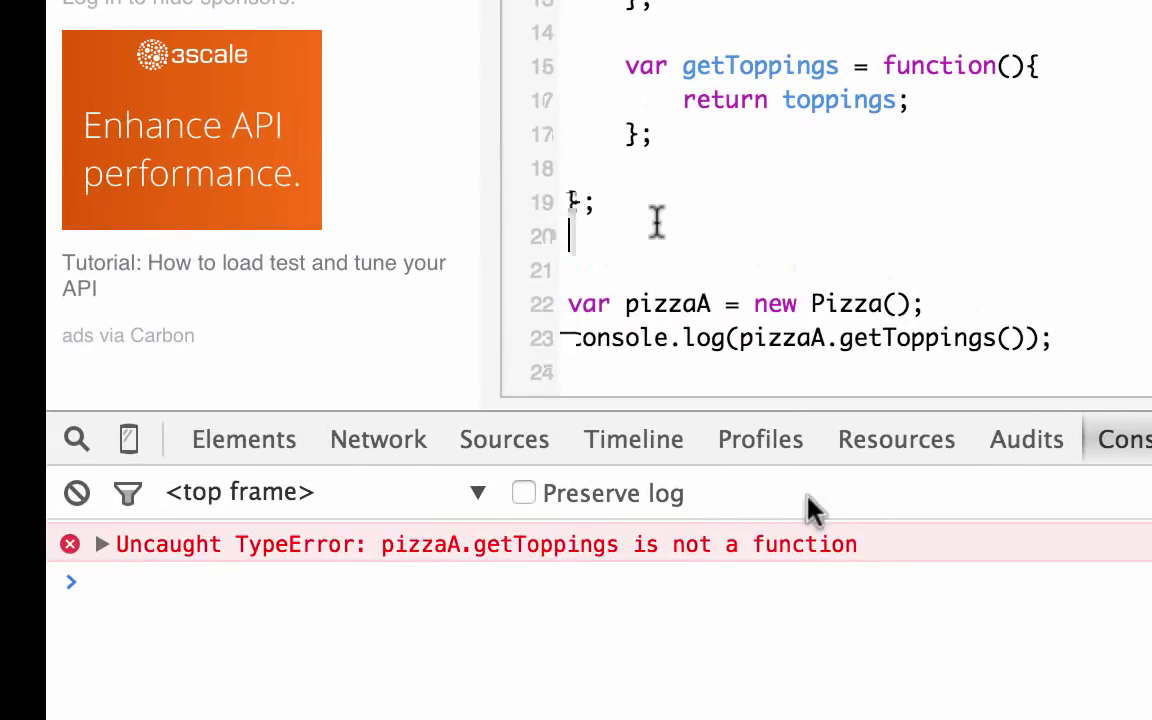 Log in to hide sponsors.
3scale
Enhance API
performance.
Tutorial: How to load test and tune your
API
ads via Carbon
13 };
14
15 var getToppings = function(){
return toppings;
17 };
18
19 };
20
21
22 var pizzaA = new Pizza();
23 console.log(pizzaA.getToppings());
24
Elements Network Sources Timeline Profiles Resources Audits Cons
<top frame> ▼ Preserve log
▶ Uncaught TypeError: pizzaA.getToppings is not a function
>